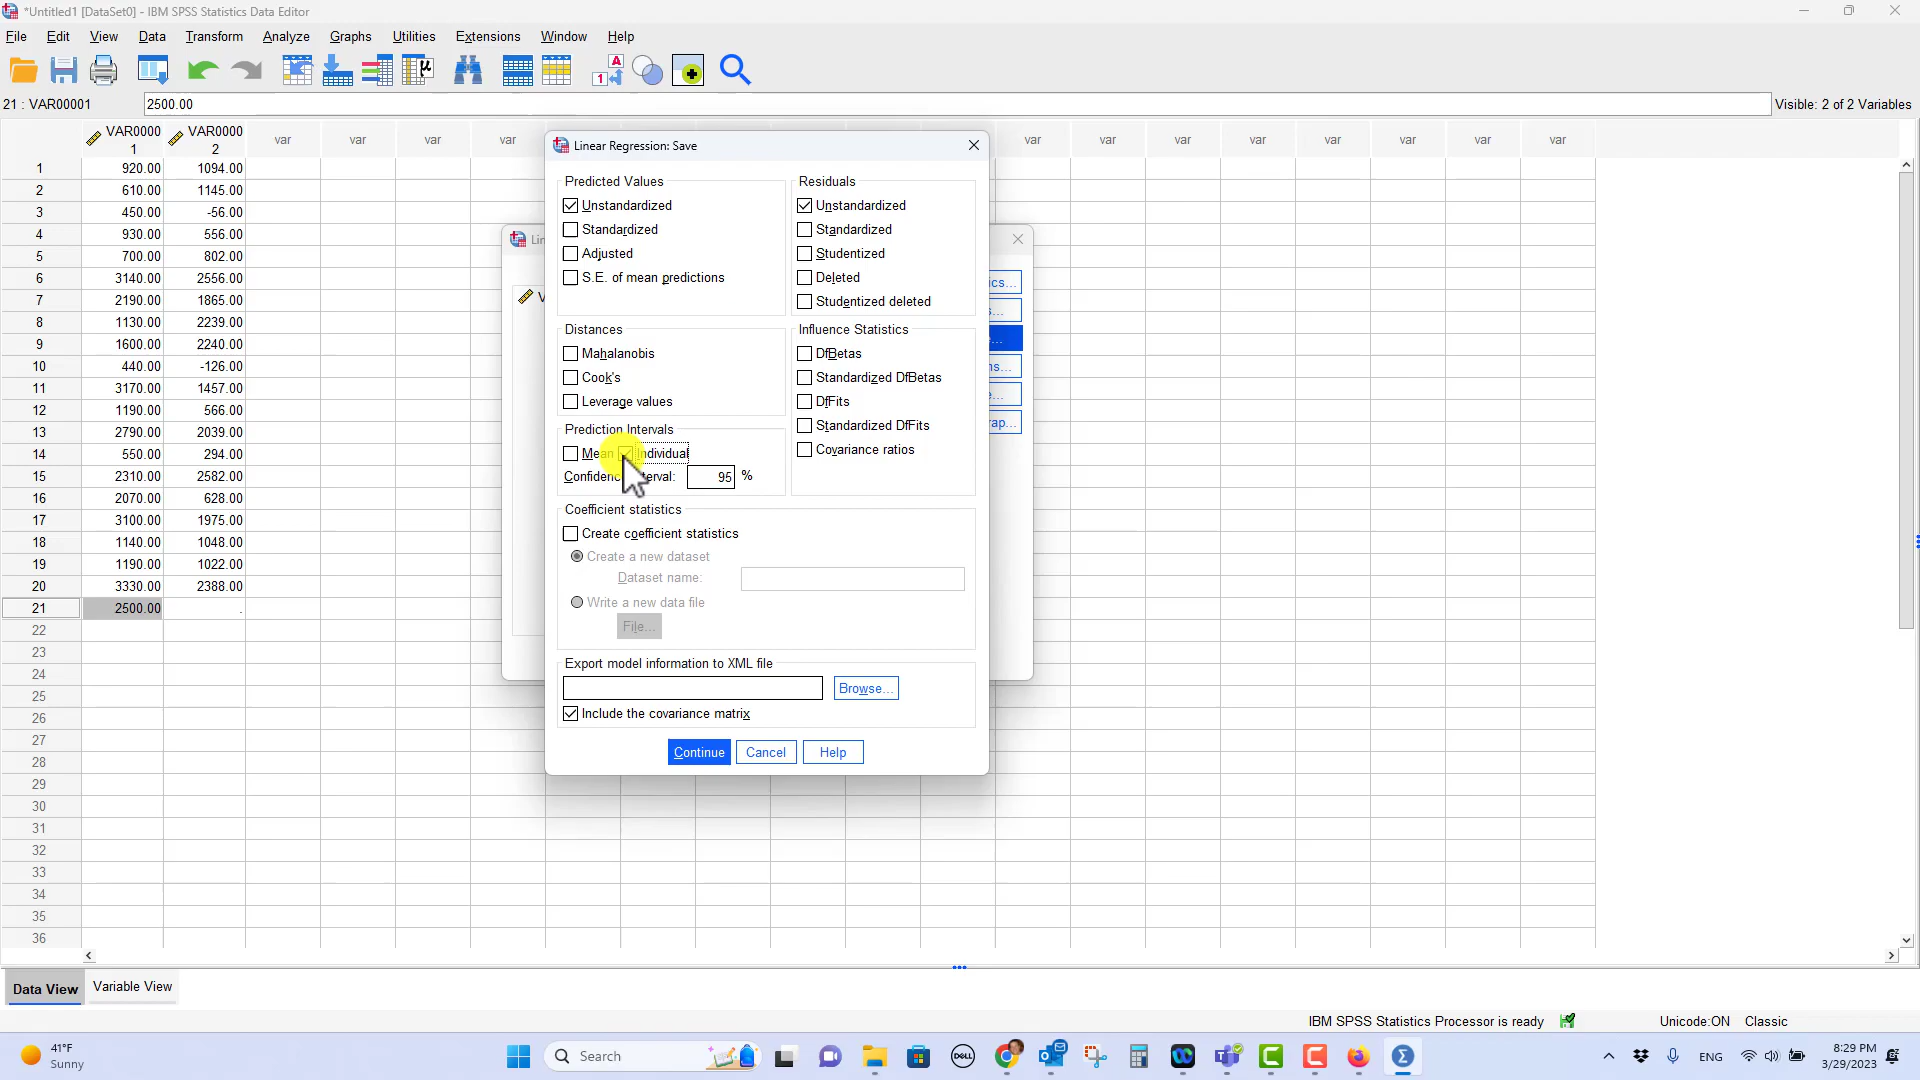 *Untitled1 [DataSet0] - IBM SPSS Statistics Data Editor
File Edit View Data Transform Analyze Graphs Utilities Extensions Window Help
21 : VAR00001 2500.00 Visible: 2 of 2 Variables
VAR0000 1 VAR0000 2 var var var var var var var var var var var var
1 920.00 1094.00
2 610.00 1145.00
3 450.00 -56.00
4 930.00 556.00
5 700.00 802.00
6 3140.00 2556.00
7 2190.00 1865.00
8 1130.00 2239.00
9 1600.00 2240.00
10 440.00 -126.00
11 3170.00 1457.00
12 1190.00 566.00
13 2790.00 2039.00
14 550.00 294.00
15 2310.00 2582.00
16 2070.00 628.00
17 3100.00 1975.00
18 1140.00 1048.00
19 1190.00 1022.00
20 3330.00 2388.00
21 2500.00 .
22
23
24
25
26
27
28
29
30
31
32
33
34
35
36
Linear Regression: Save
Predicted Values
Unstandardized
Standardized
Adjusted
S.E. of mean predictions
Residuals
Unstandardized
Standardized
Studentized
Deleted
Studentized deleted
Distances
Mahalanobis
Cook's
Leverage values
Influence Statistics
DfBetas
Standardized DfBetas
DfFits
Standardized DfFits
Covariance ratios
Prediction Intervals
Mean Individual
95 %
Coefficient statistics
Create coefficient statistics
Create a new dataset
Dataset name:
Write a new data file
File...
Export model information to XML file
Browse...
Include the covariance matrix
Continue Cancel Help
Data View Variable View
IBM SPSS Statistics Processor is ready Unicode:ON Classic
41°F
Sunny
Search
ENG
8:29 PM
3/29/2023